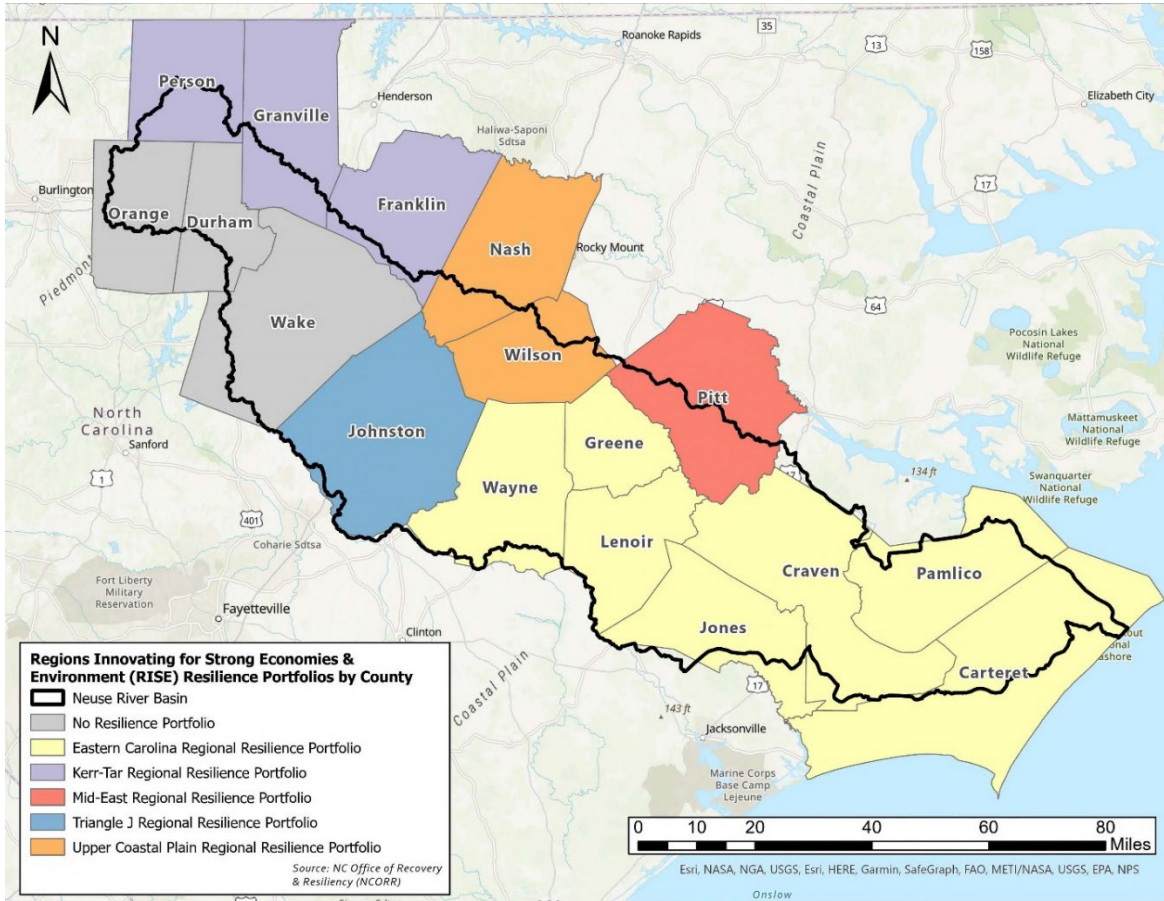 N
Roanoke Rapids
35
13
158
Person
Granville
Henderson
Elizabeth City
Haliwa-Saponi
Sdtsa
Coastal Plain
17
Burlington
Orange
Durham
Franklin
Nash
Rocky Mount
Piedmont
64
Wake
Pocosin Lakes
National
Wildlife Refuge
Wilson
Pitt
North
Carolina
Sanford
Johnston
Greene
Mattamuskeet
National
Wildlife Refuge
1
17
134 ft
Swanquarter
National
Wildlife Refuge
Wayne
401
Coharie Sdtsa
Lenoir
Craven
Pamlico
Fort Liberty
Military
Reservation
Fayetteville
Clinton
Jones
out
onal
ashore
Carteret
Coastal Plain
17
143 ft
Jacksonville
Marine Corps
Base Camp
Lejeune
Regions Innovating for Strong Economies &
Environment (RISE) Resilience Portfolios by County
Neuse River Basin
No Resilience Portfolio
Eastern Carolina Regional Resilience Portfolio
Kerr-Tar Regional Resilience Portfolio
Mid-East Regional Resilience Portfolio
Triangle J Regional Resilience Portfolio
Upper Coastal Plain Regional Resilience Portfolio
Source: NC Office of Recovery
& Resiliency (NCORR)
0 10 20 40 60 80
Miles
Esri, NASA, NGA, USGS, Esri, HERE, Garmin, SafeGraph, FAO, METI/NASA, USGS, EPA, NPS
Onslow